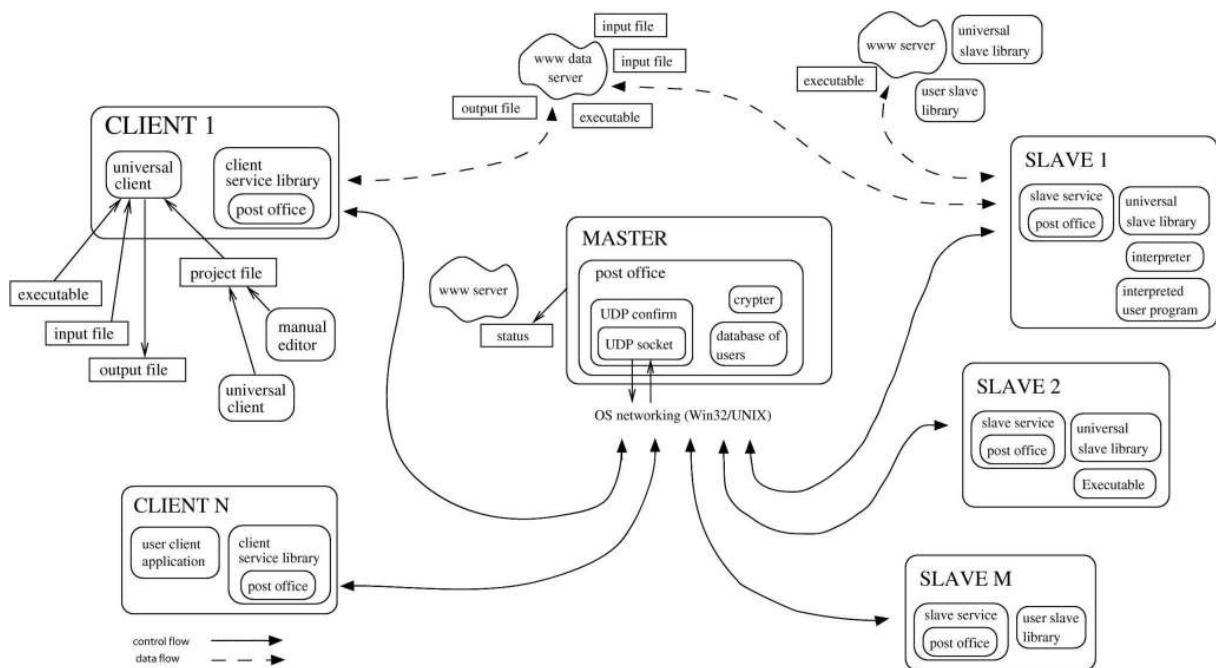 input file
www data
server
input file
output file
executable
www server
universal
slave library
executable
user slave
library
CLIENT 1
universal
client
client
service library
post office
executable
input file
output file
project file
manual
editor
universal
client
MASTER
post office
UDP confirm
UDP socket
crypter
database of
users
www server
status
OS networking (Win32/UNIX)
SLAVE 1
slave service
post office
universal
slave library
interpreter
interpreted
user program
SLAVE 2
slave service
post office
universal
slave library
Executable
CLIENT N
user client
application
client
service library
post office
SLAVE M
slave service
post office
user slave
library
control flow
data flow